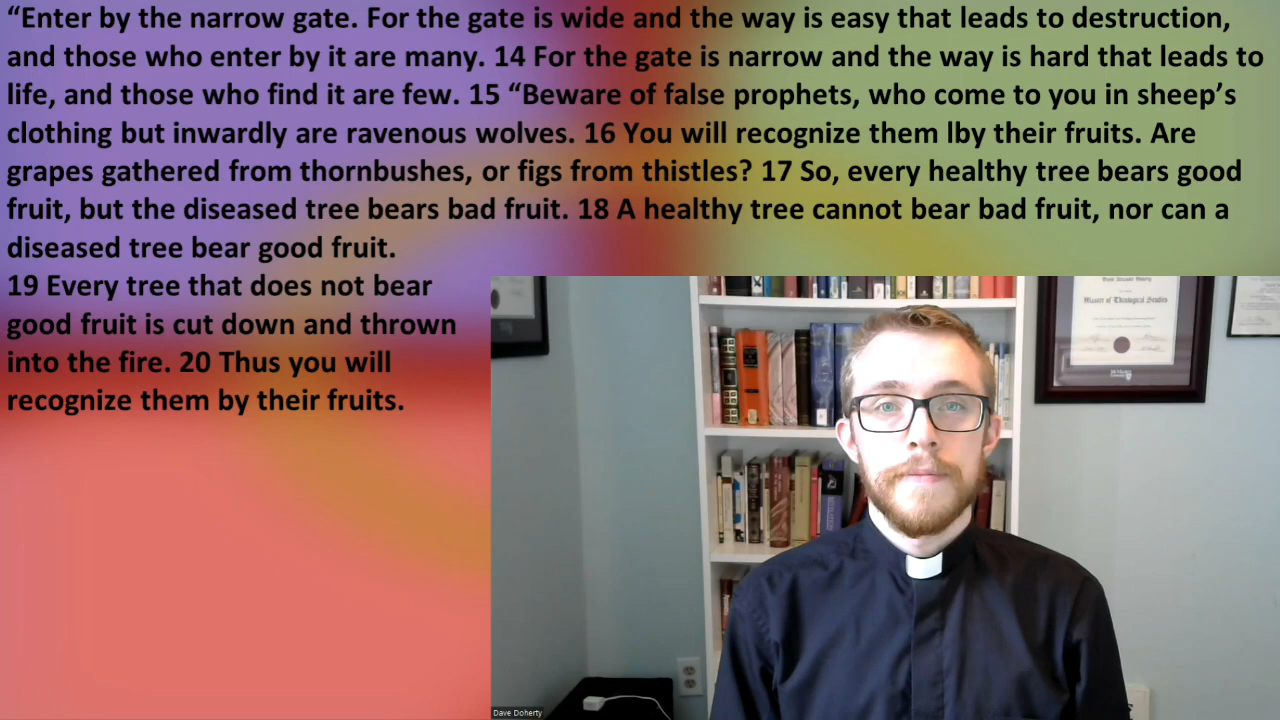 “Enter by the narrow gate. For the gate is wide and the way is easy that leads to destruction,
and those who enter by it are many. 14 For the gate is narrow and the way is hard that leads to
life, and those who find it are few. 15 “Beware of false prophets, who come to you in sheep’s
clothing but inwardly are ravenous wolves. 16 You will recognize them lby their fruits. Are
grapes gathered from thornbushes, or figs from thistles? 17 So, every healthy tree bears good
fruit, but the diseased tree bears bad fruit. 18 A healthy tree cannot bear bad fruit, nor can a
diseased tree bear good fruit.
19 Every tree that does not bear
good fruit is cut down and thrown
into the fire. 20 Thus you will
recognize them by their fruits.
Master of Theological Studies
Dave Doherty